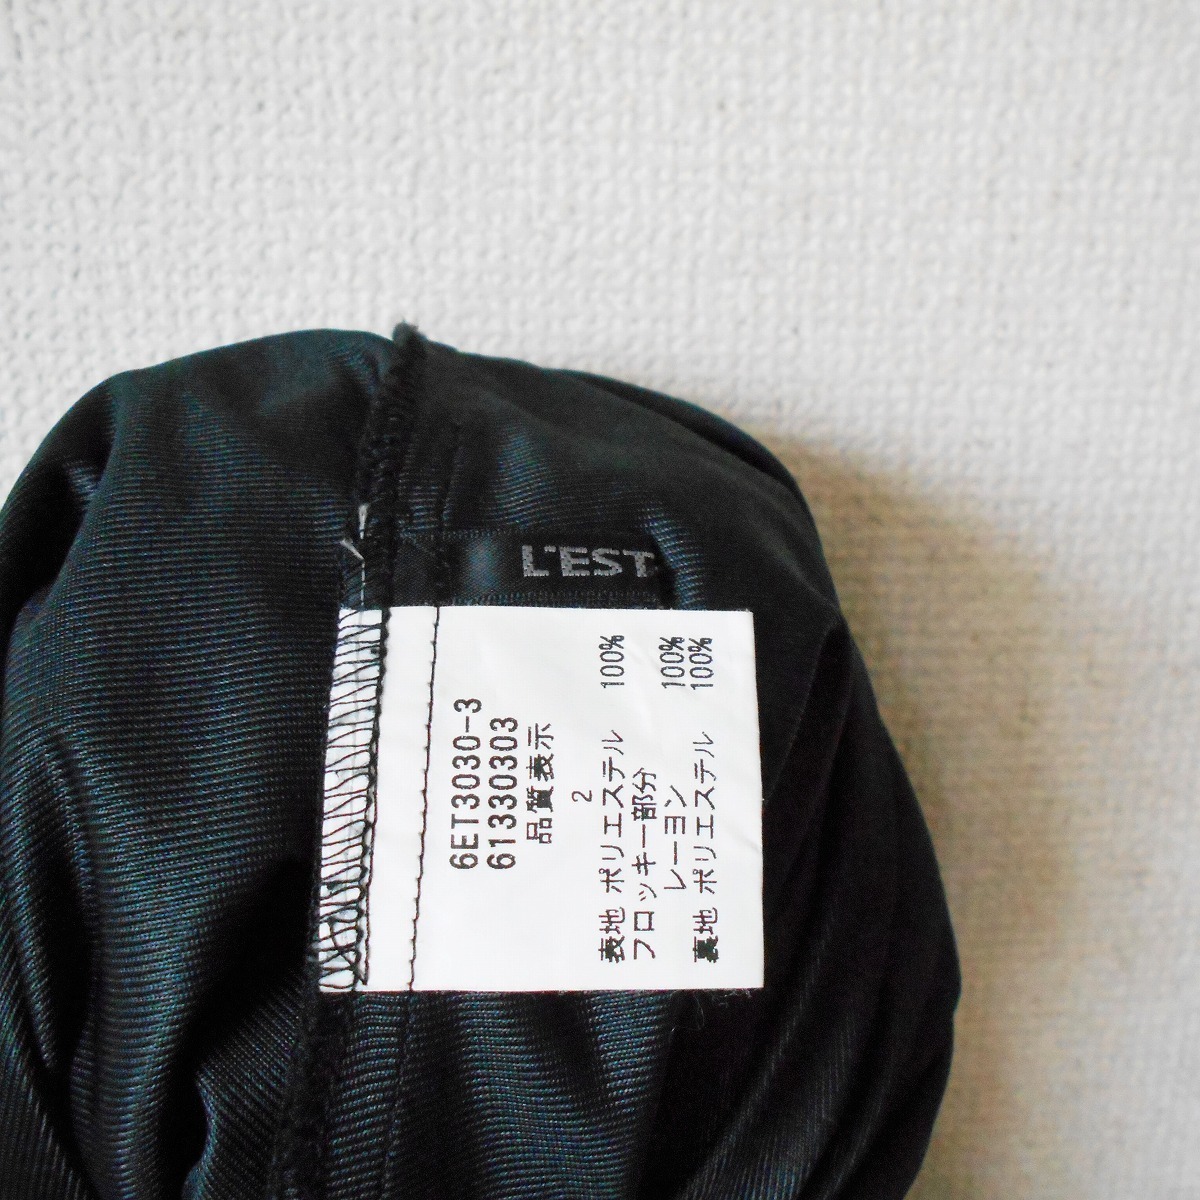 L'EST
6ET3030-3
61330303
品質表示
2
表地 ポリエステル 100%
フロッキー部分
レーヨン 100%
裏地 ポリエステル 100%